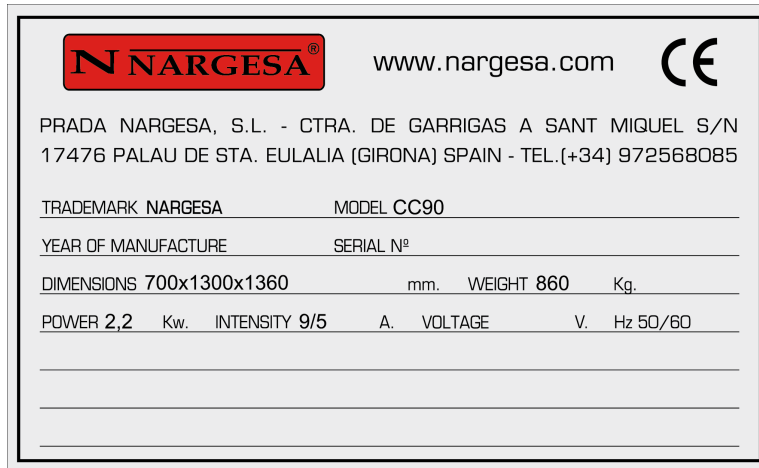 N NARGESA® www.nargesa.com CE
PRADA NARGESA, S.L. - CTRA. DE GARRIGAS A SANT MIQUEL S/N
17476 PALAU DE STA. EULALIA (GIRONA) SPAIN - TEL.(+34) 972568085
TRADEMARK NARGESA MODEL CC90
YEAR OF MANUFACTURE SERIAL Nº
DIMENSIONS 700x1300x1360 mm. WEIGHT 860 Kg.
POWER 2,2 Kw. INTENSITY 9/5 A. VOLTAGE V. Hz 50/60